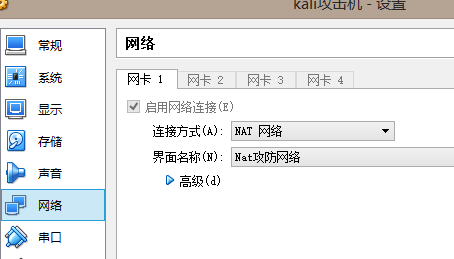 kali攻击机 - 设置
常规
系统
显示
存储
声音
网络
串口
网络
网卡 1 网卡 2 网卡 3 网卡 4
启用网络连接(E)
连接方式(A): NAT 网络
界面名称(N): Nat攻防网络
高级(d)